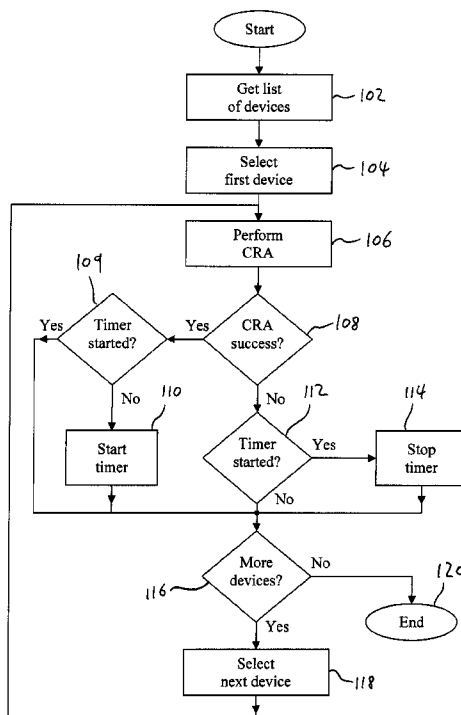 Start
Get list
of devices
102
Select
first device
104
Perform
CRA
106
109
Yes
Timer
started?
Yes
CRA
success?
108
No
110
No
112
114
Start
timer
Timer
started?
Yes
Stop
timer
No
More
devices?
No
116
120
End
Yes
Select
next device
118